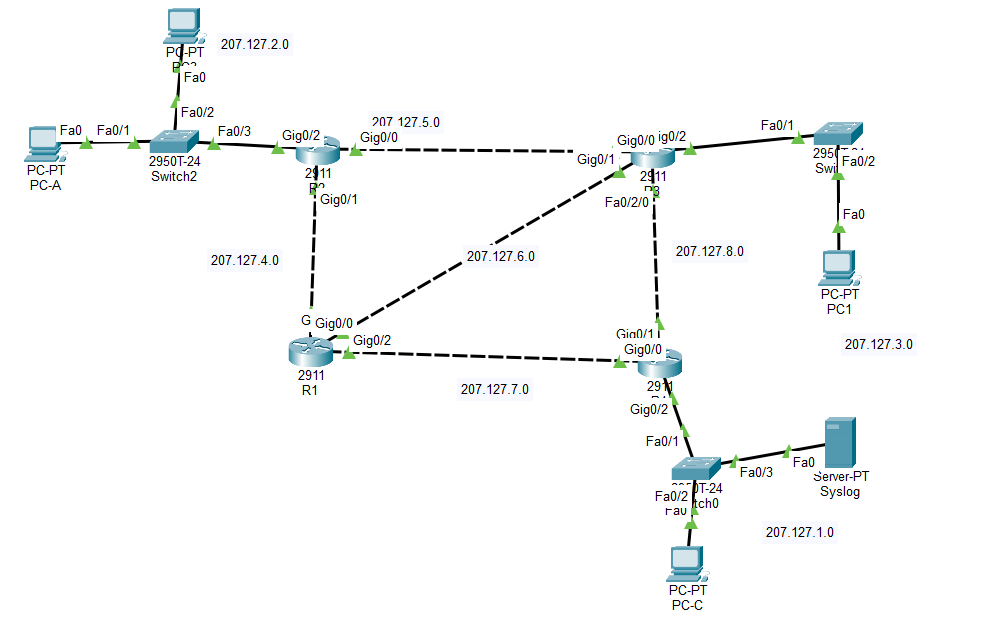 PC-PT
207.127.2.0
Fa0
Fa0/2
Fa0
Fa0/1
Fa0/3
2950T-24
Switch2
PC-PT
PC-A
207.127.5.0
Gig0/2
Gig0/0
2911
Gig0/1
Gig0/0
Gig0/1
2911
Fa0/2/0
Fa0/1
Fa0/2
Fa0
PC-PT
PC1
207.127.4.0
207.127.6.0
207.127.8.0
207.127.3.0
Gig0/0
Gig0/2
2911
R1
207.127.7.0
Gig0/1
Gig0/0
2911
Gig0/2
Fa0/1
Fa0/3
Fa0
Server-PT
Syslog
Fa0/2
Fa0
207.127.1.0
PC-PT
PC-C